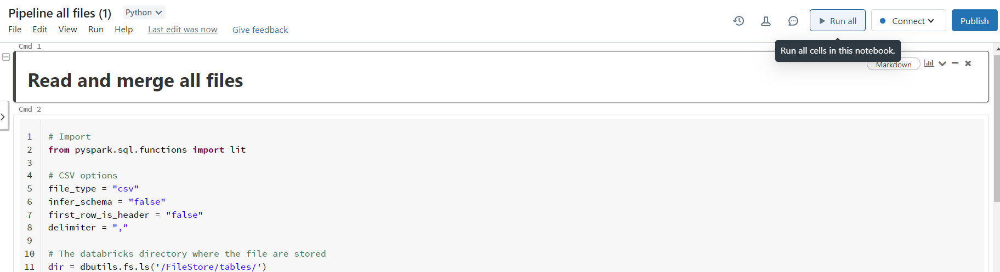 Pipeline all files (1) Python
File Edit View Run Help Last edit was now Give feedback
Run all Connect Publish
Run all cells in this notebook.
Cmd 1
Markdown
Read and merge all files
Cmd 2
1 # Import
2 from pyspark.sql.functions import lit
3
4 # CSV options
5 file_type = "csv"
6 infer_schema = "false"
7 first_row_is_header = "false"
8 delimiter = ","
9
10 # The databricks directory where the file are stored
11 dir = dbutils.fs.ls('/FileStore/tables/')